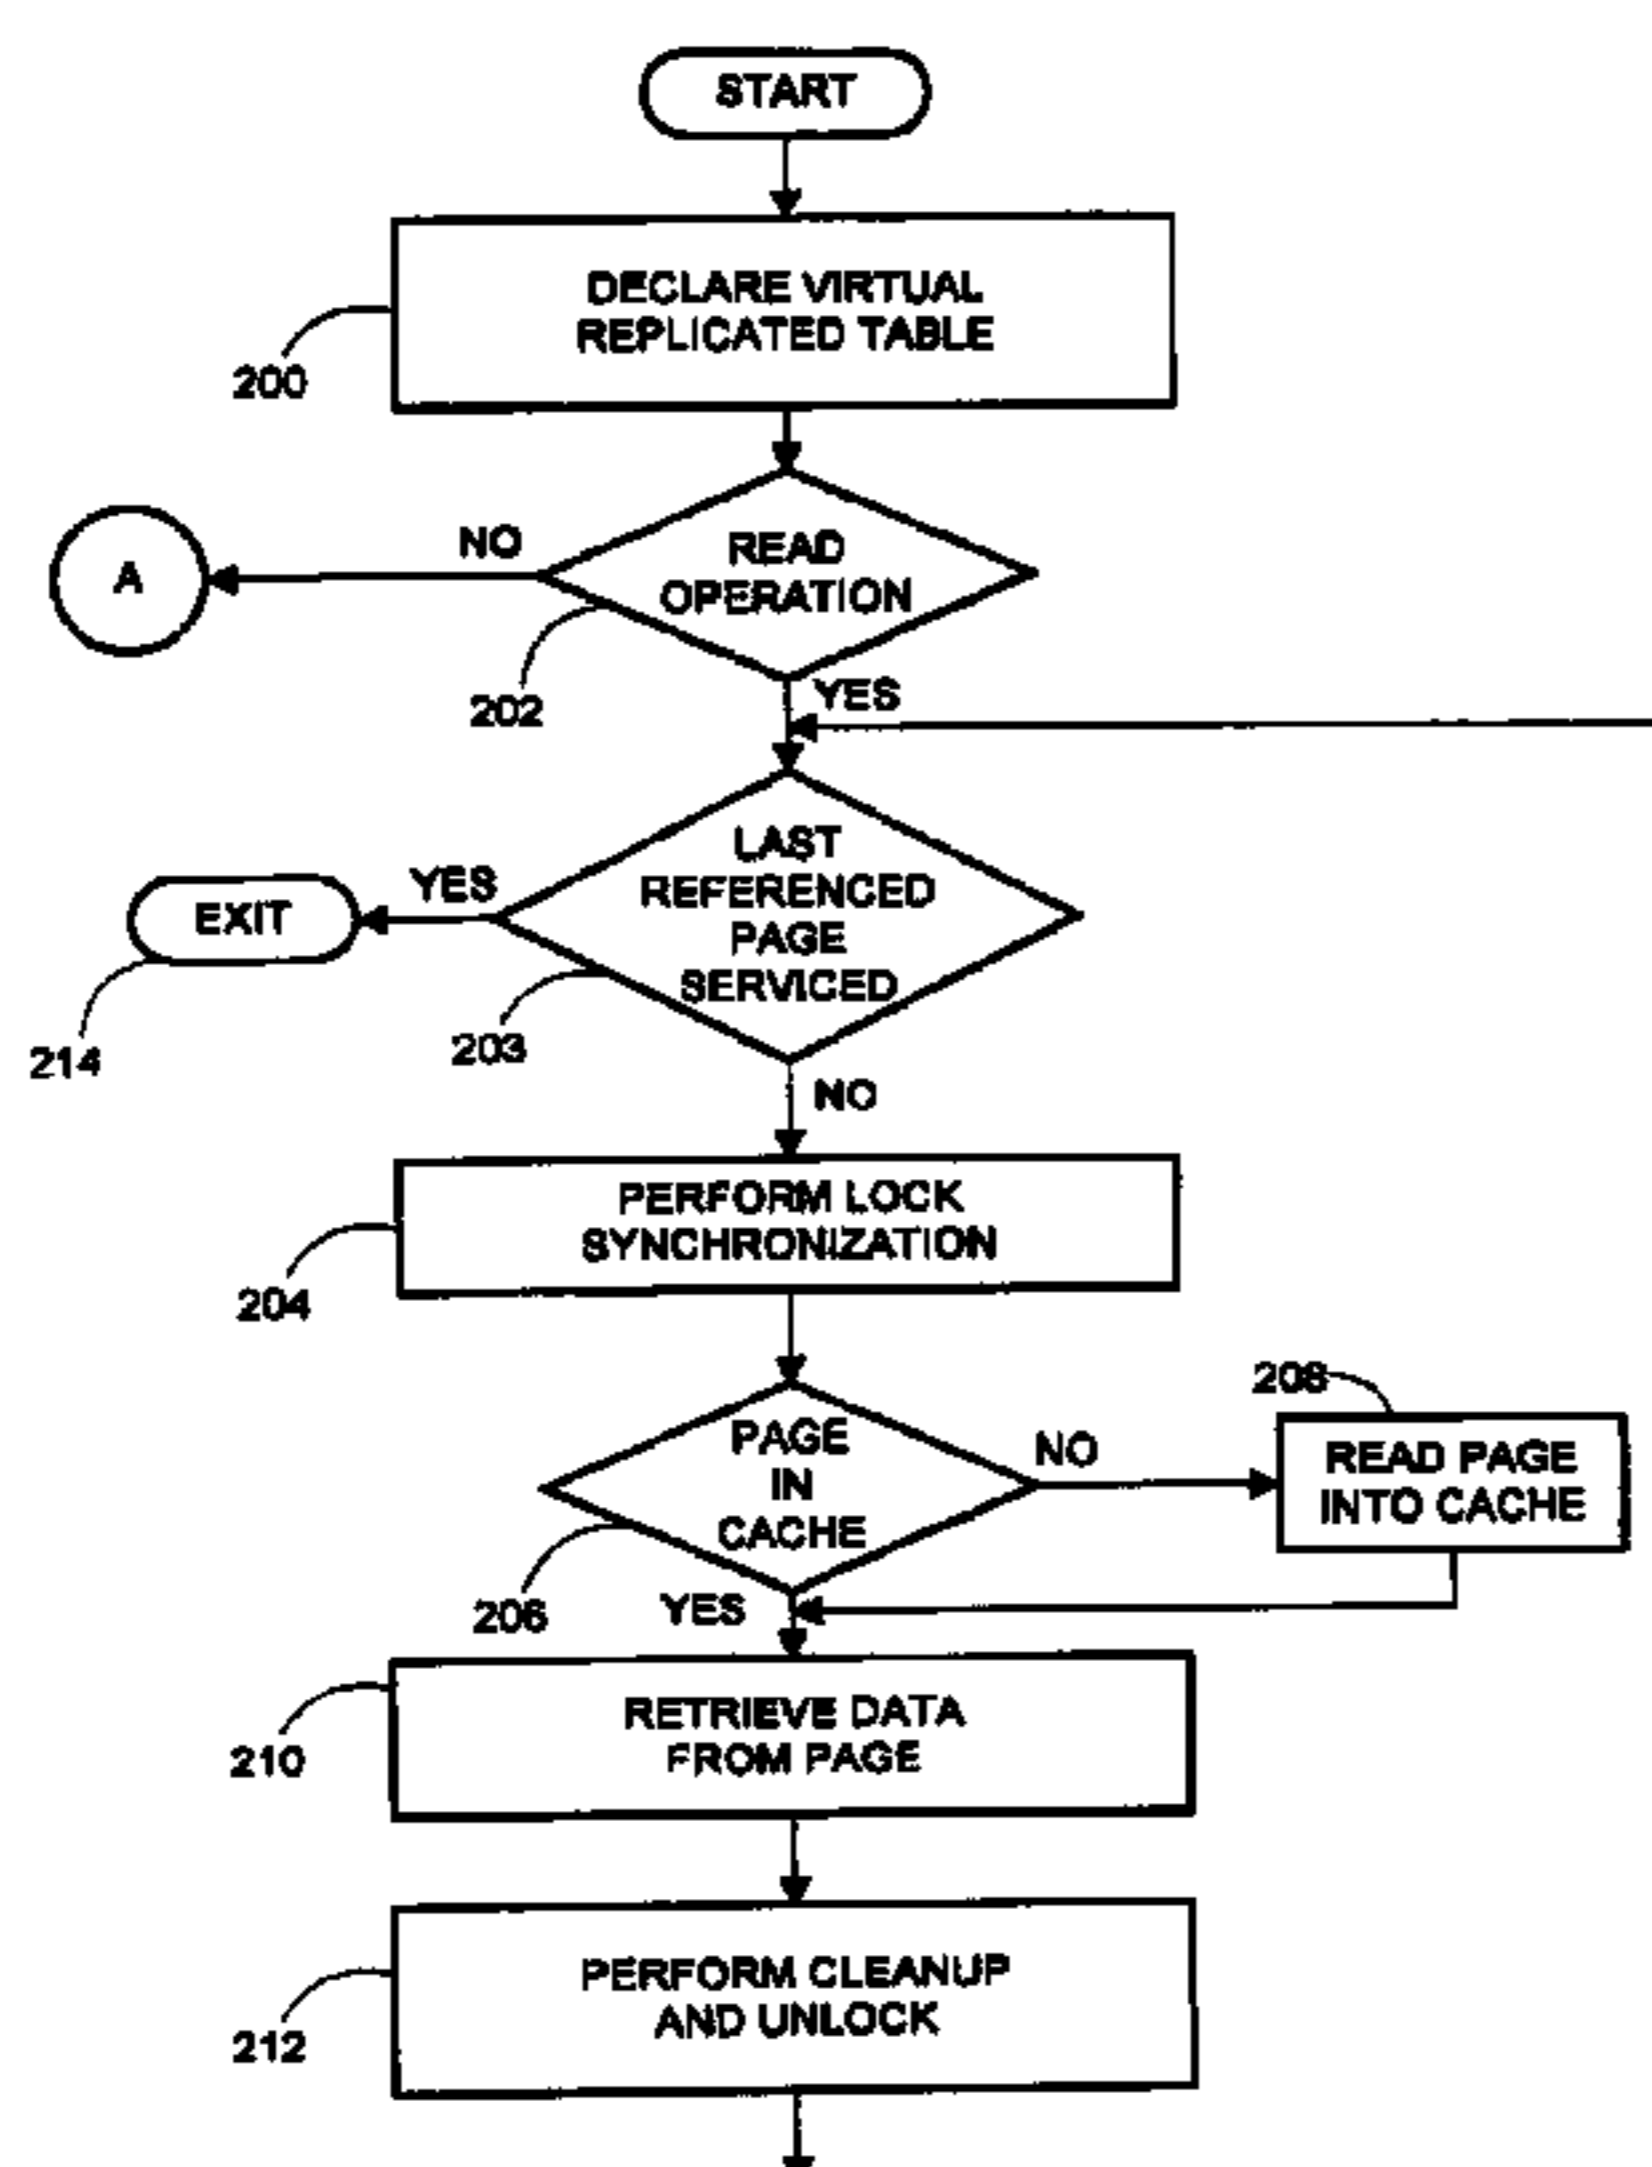 START
DECLARE VIRTUAL
REPLICATED TABLE
200
READ
OPERATION
NO
A
202
YES
LAST
REFERENCED
PAGE
SERVICED
YES
EXIT
214
203
NO
PERFORM LOCK
SYNCHRONIZATION
204
PAGE
IN
CACHE
NO
208
READ PAGE
INTO CACHE
206
YES
RETRIEVE DATA
FROM PAGE
210
PERFORM CLEANUP
AND UNLOCK
212